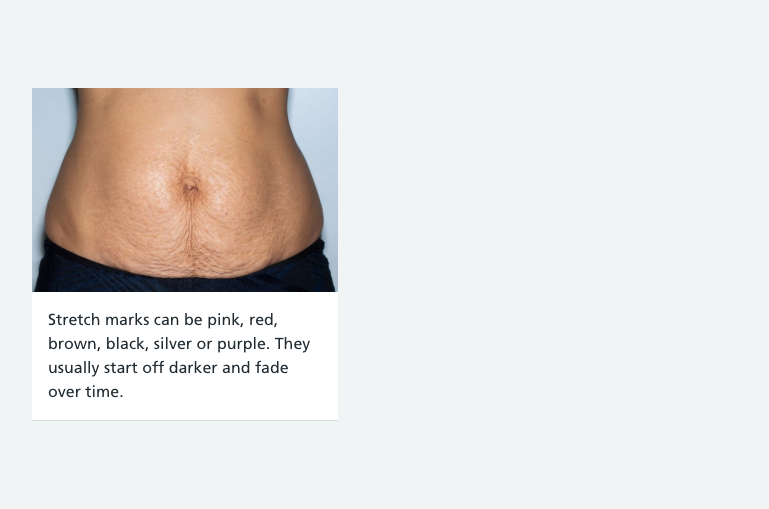 Stretch marks can be pink, red,
brown, black, silver or purple. They
usually start off darker and fade
over time.